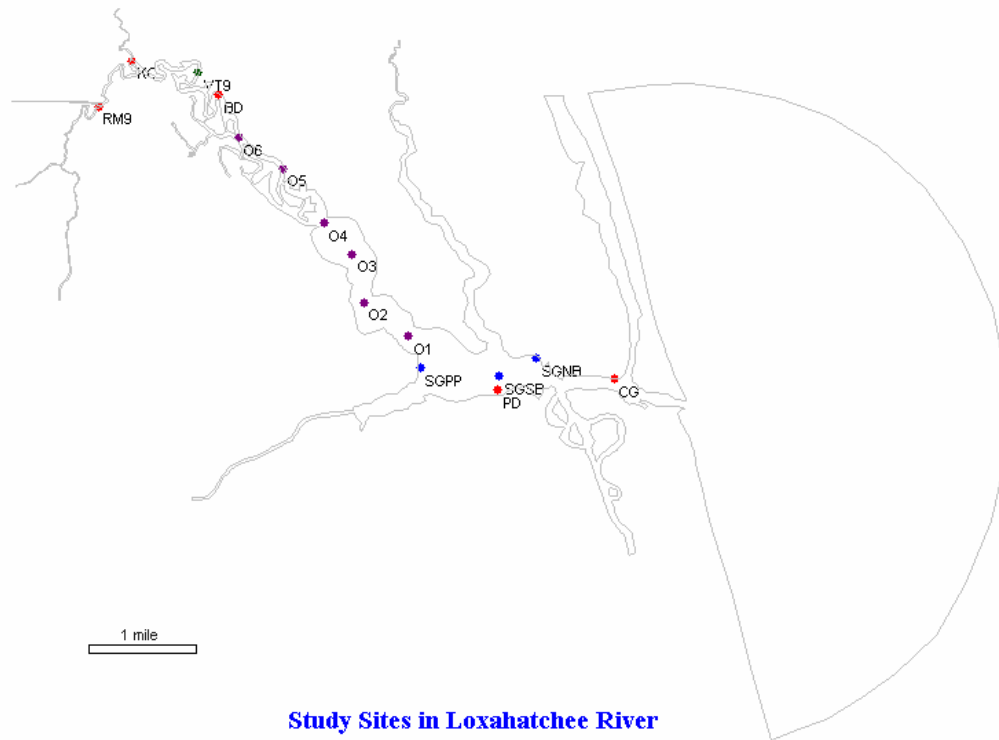 KC
VT9
BD
RM9
O6
O5
O4
O3
O2
O1
SGPP
SGNB
SGSB
PD
CG
1 mile
Study Sites in Loxahatchee River